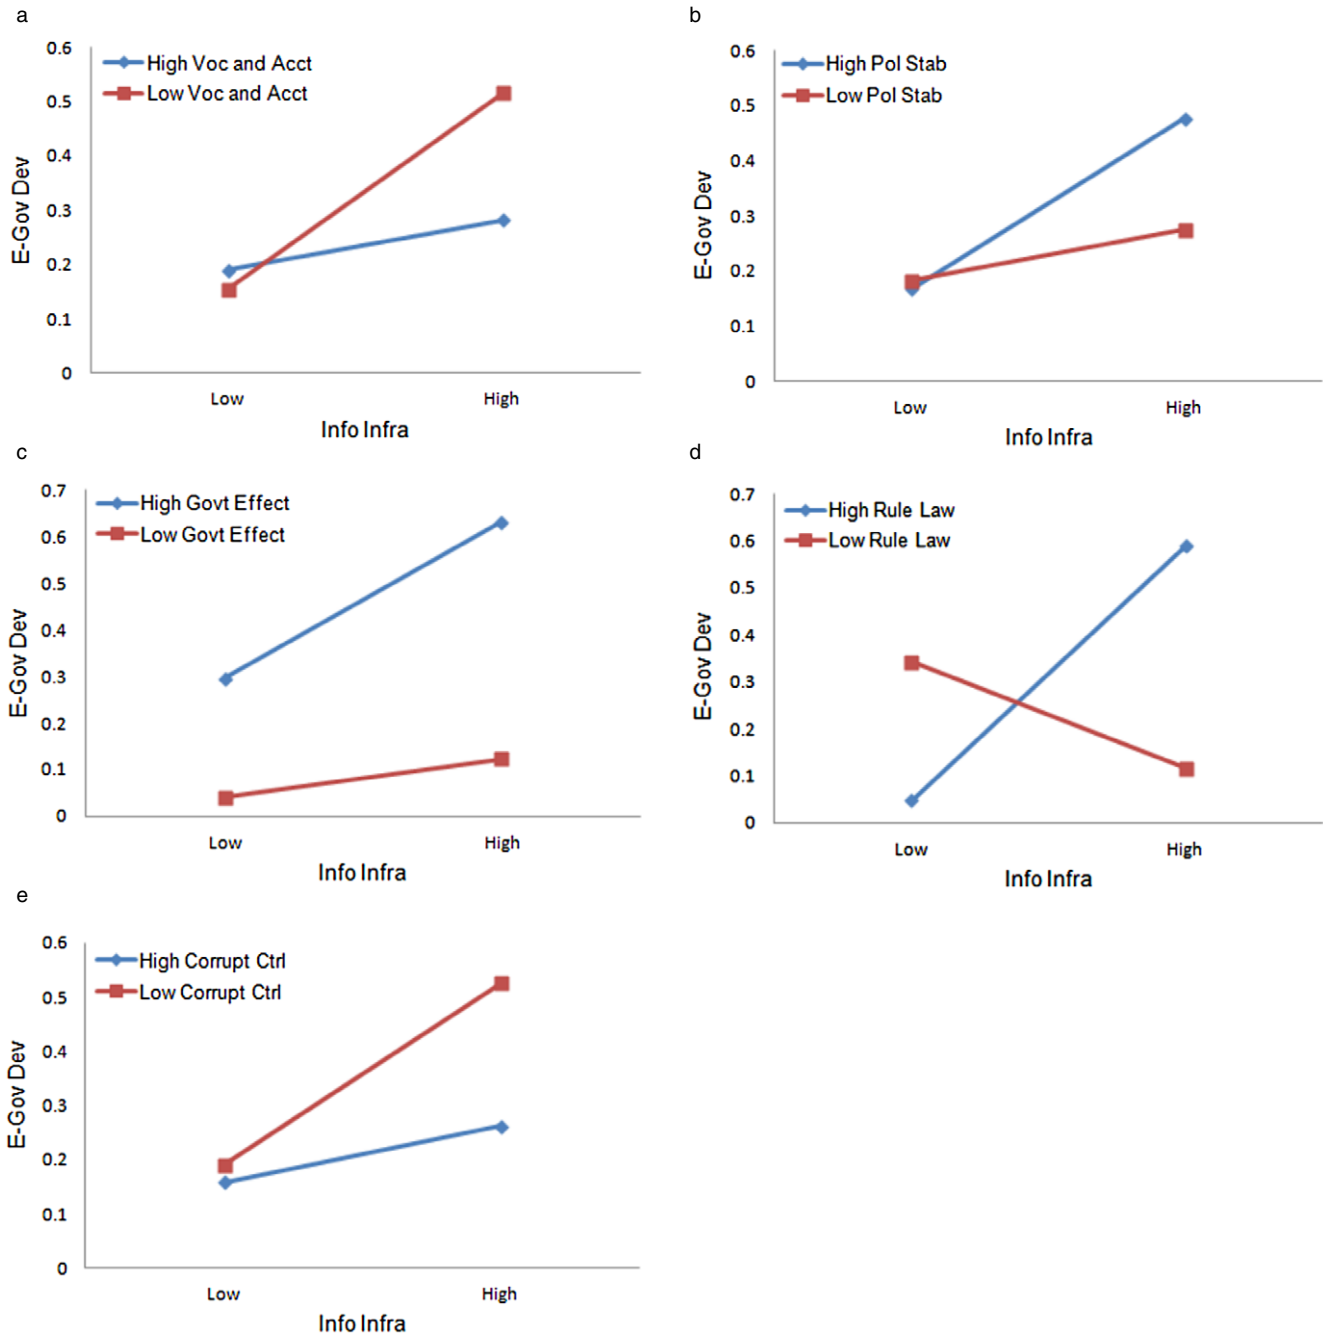 a
0.6
High Voc and Acct
Low Voc and Acct
0.5
0.4
0.3
0.2
0.1
0
E-Gov Dev
Low
High
Info Infra
b
0.6
High Pol Stab
Low Pol Stab
0.5
0.4
0.3
0.2
0.1
0
E-Gov Dev
Low
High
Info Infra
c
0.7
High Govt Effect
Low Govt Effect
0.6
0.5
0.4
0.3
0.2
0.1
0
E-Gov Dev
Low
High
Info Infra
d
0.7
High Rule Law
Low Rule Law
0.6
0.5
0.4
0.3
0.2
0.1
0
E-Gov Dev
Low
High
Info Infra
e
0.6
High Corrupt Ctrl
Low Corrupt Ctrl
0.5
0.4
0.3
0.2
0.1
0
E-Gov Dev
Low
High
Info Infra